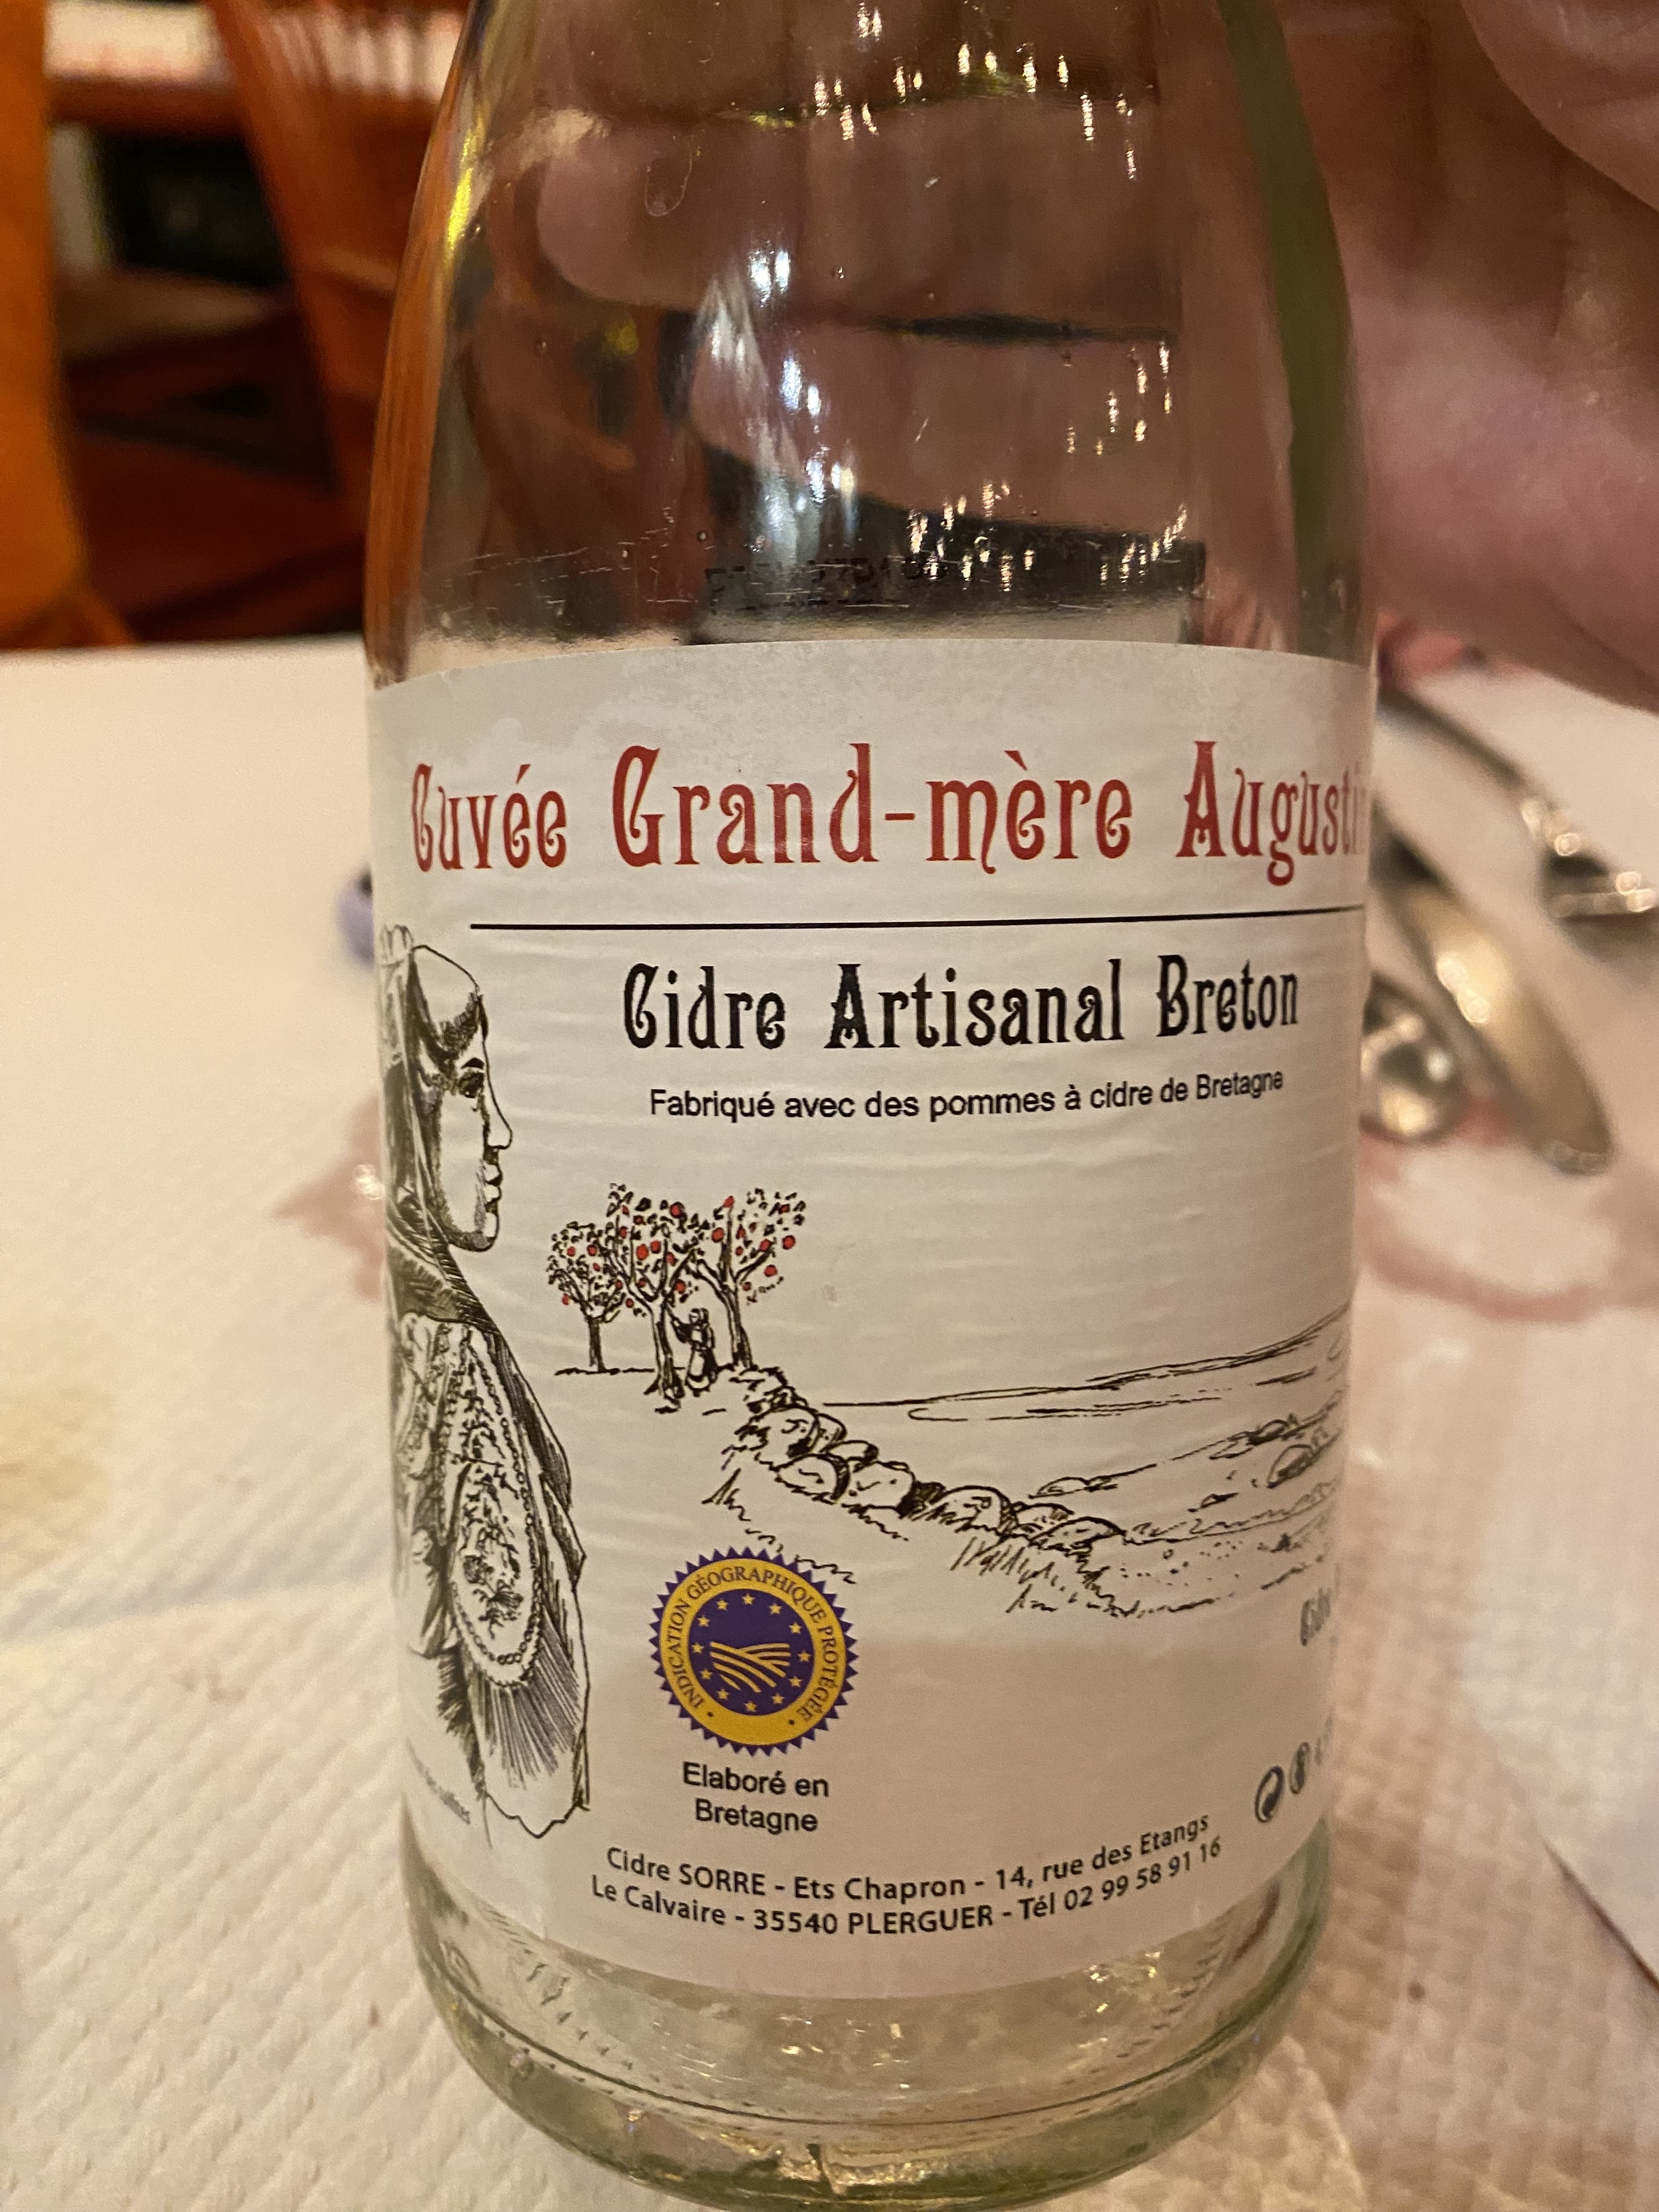 Cuvée Grand-mère
Cidre Artisanal Breton
Fabriqué avec des pommes à cidre de Bretagne
INDICATION GÉOGRAPHIQUE PROTÉGÉE
Elaboré en
Bretagne
Cidre SORRE - Ets Chapron - 14, rue des Etangs
Le Calvaire - 35540 PLERGUER - Tél 02 99 58 91 16